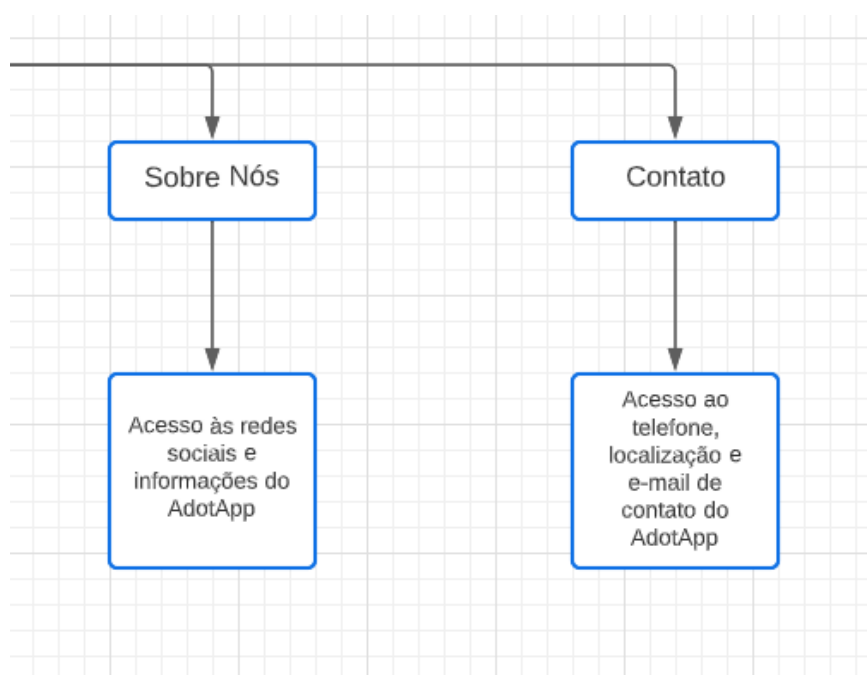 Sobre Nós
Contato
Acesso às redes
sociais e
informações do
AdotApp
Acesso ao
telefone,
localização e
e-mail de
contato do
AdotApp